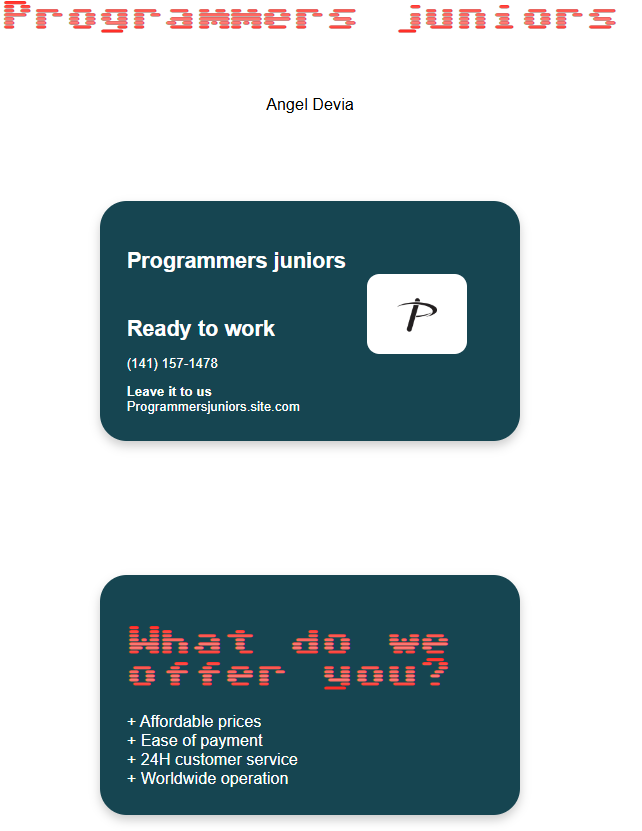 Programmers juniors
Angel Devia
Programmers juniors
Ready to work
(141) 157-1478
Leave it to us
Programmersjuniors.site.com
P
What do we
offer you?
+ Affordable prices
+ Ease of payment
+ 24H customer service
+ Worldwide operation